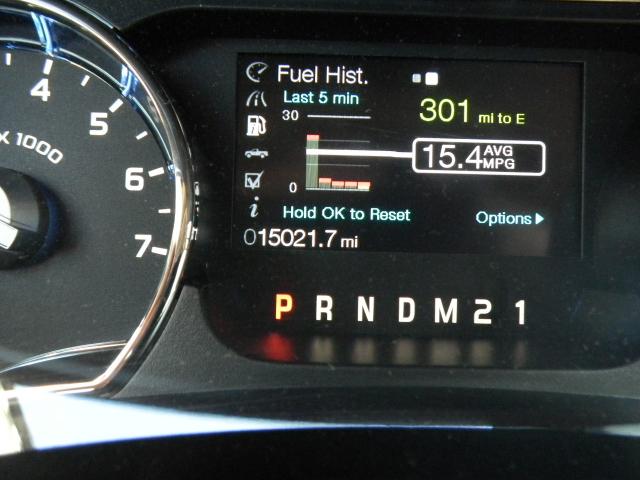 4
5
x 1000
6
7
Fuel Hist.
Last 5 min
30
301 mi to E
15.4 AVG MPG
0
Hold OK to Reset
Options
015021.7 mi
P R N D M 2 1